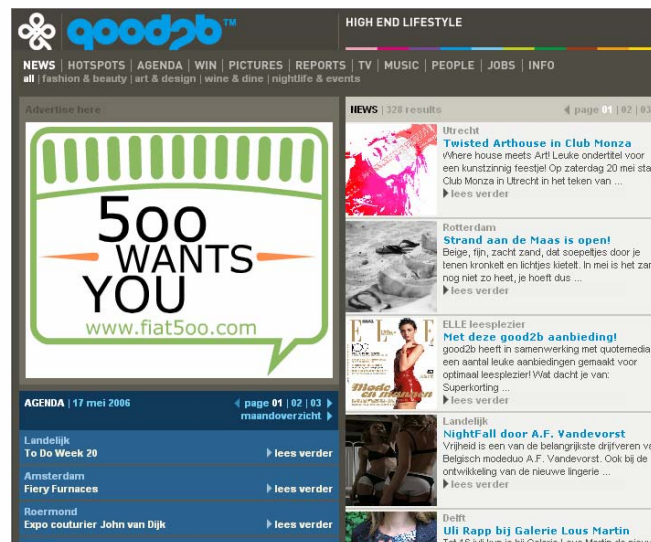 good2b™
HIGH END LIFESTYLE
NEWS | HOTSPOTS | AGENDA | WIN | PICTURES | REPORTS | TV | MUSIC | PEOPLE | JOBS | INFO
all | fashion & beauty | art & design | wine & dine | nightlife & events
Advertise here
5oo
WANTS
YOU
www.fiat5oo.com
AGENDA | 17 mei 2006
page 01 | 02 | 03
maandoverzicht
Landelijk
To Do Week 20
lees verder
Amsterdam
Fiery Furnaces
lees verder
Roermond
Expo couturier John van Dijk
lees verder
NEWS | 328 results
page 01 | 02 | 03
Utrecht
Twisted Arthouse in Club Monza
Where house meets Art! Leuke ondertitel voor
een kunstzinnig feestje! Op zaterdag 20 mei sta
Club Monza in Utrecht in het teken van ...
lees verder
Rotterdam
Strand aan de Maas is open!
Beige, fijn, zacht zand, dat soepeltjes door je
tenen kronkelt en lichtjes kietelt. In mei is het zan
nog niet zo heet, je hoeft dus ...
lees verder
ELLE
Mode
en mannen
ELLE leesplezier
Met deze good2b aanbieding!
good2b heeft in samenwerking met quotemedia
een aantal leuke aanbiedingen gemaakt voor
optimaal leesplezier! Wat dacht je van:
Superkorting ...
lees verder
Landelijk
NightFall door A.F. Vandevorst
Vrijheid is een van de belangrijkste drijfveren va
Belgisch modeduo A.F. Vandevorst. Ook bij de
ontwikkeling van de nieuwe lingerie ...
lees verder
Delft
Uli Rapp bij Galerie Lous Martin